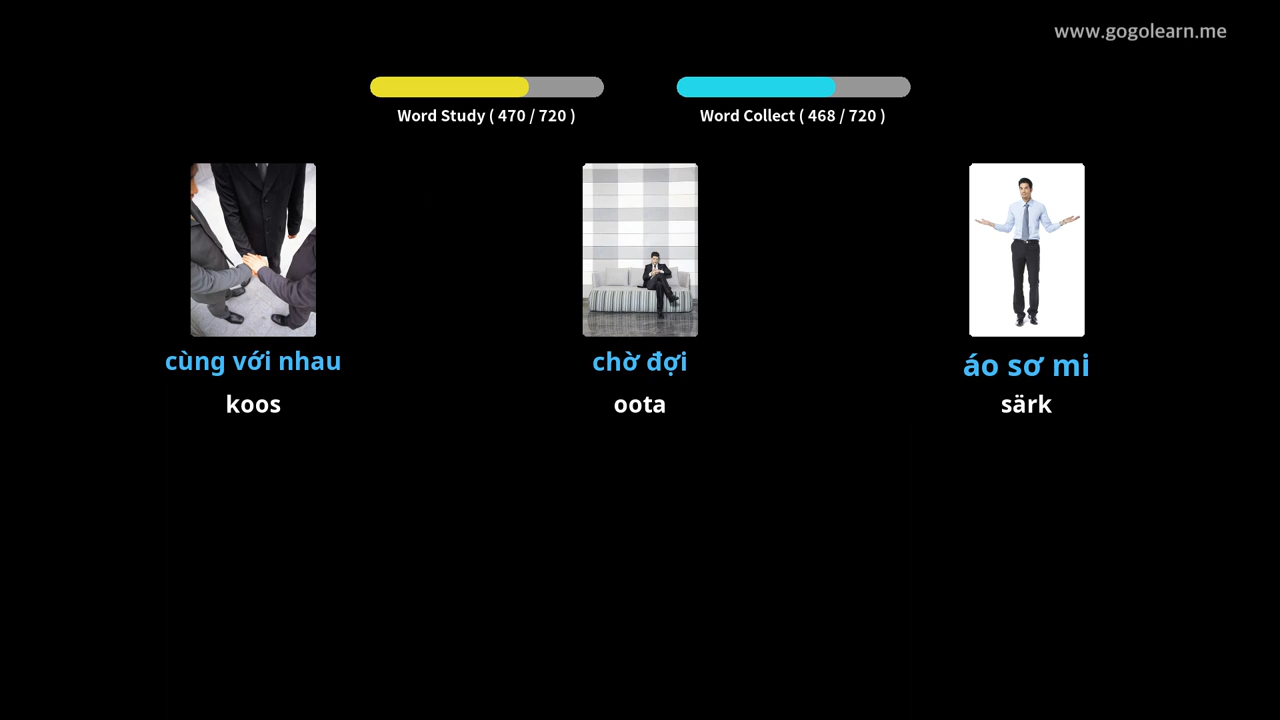 www.gogolearn.me
Word Study ( 470 / 720 )
Word Collect ( 468 / 720 )
cùng với nhau
chờ đợi
áo sơ mi
koos
oota
särk